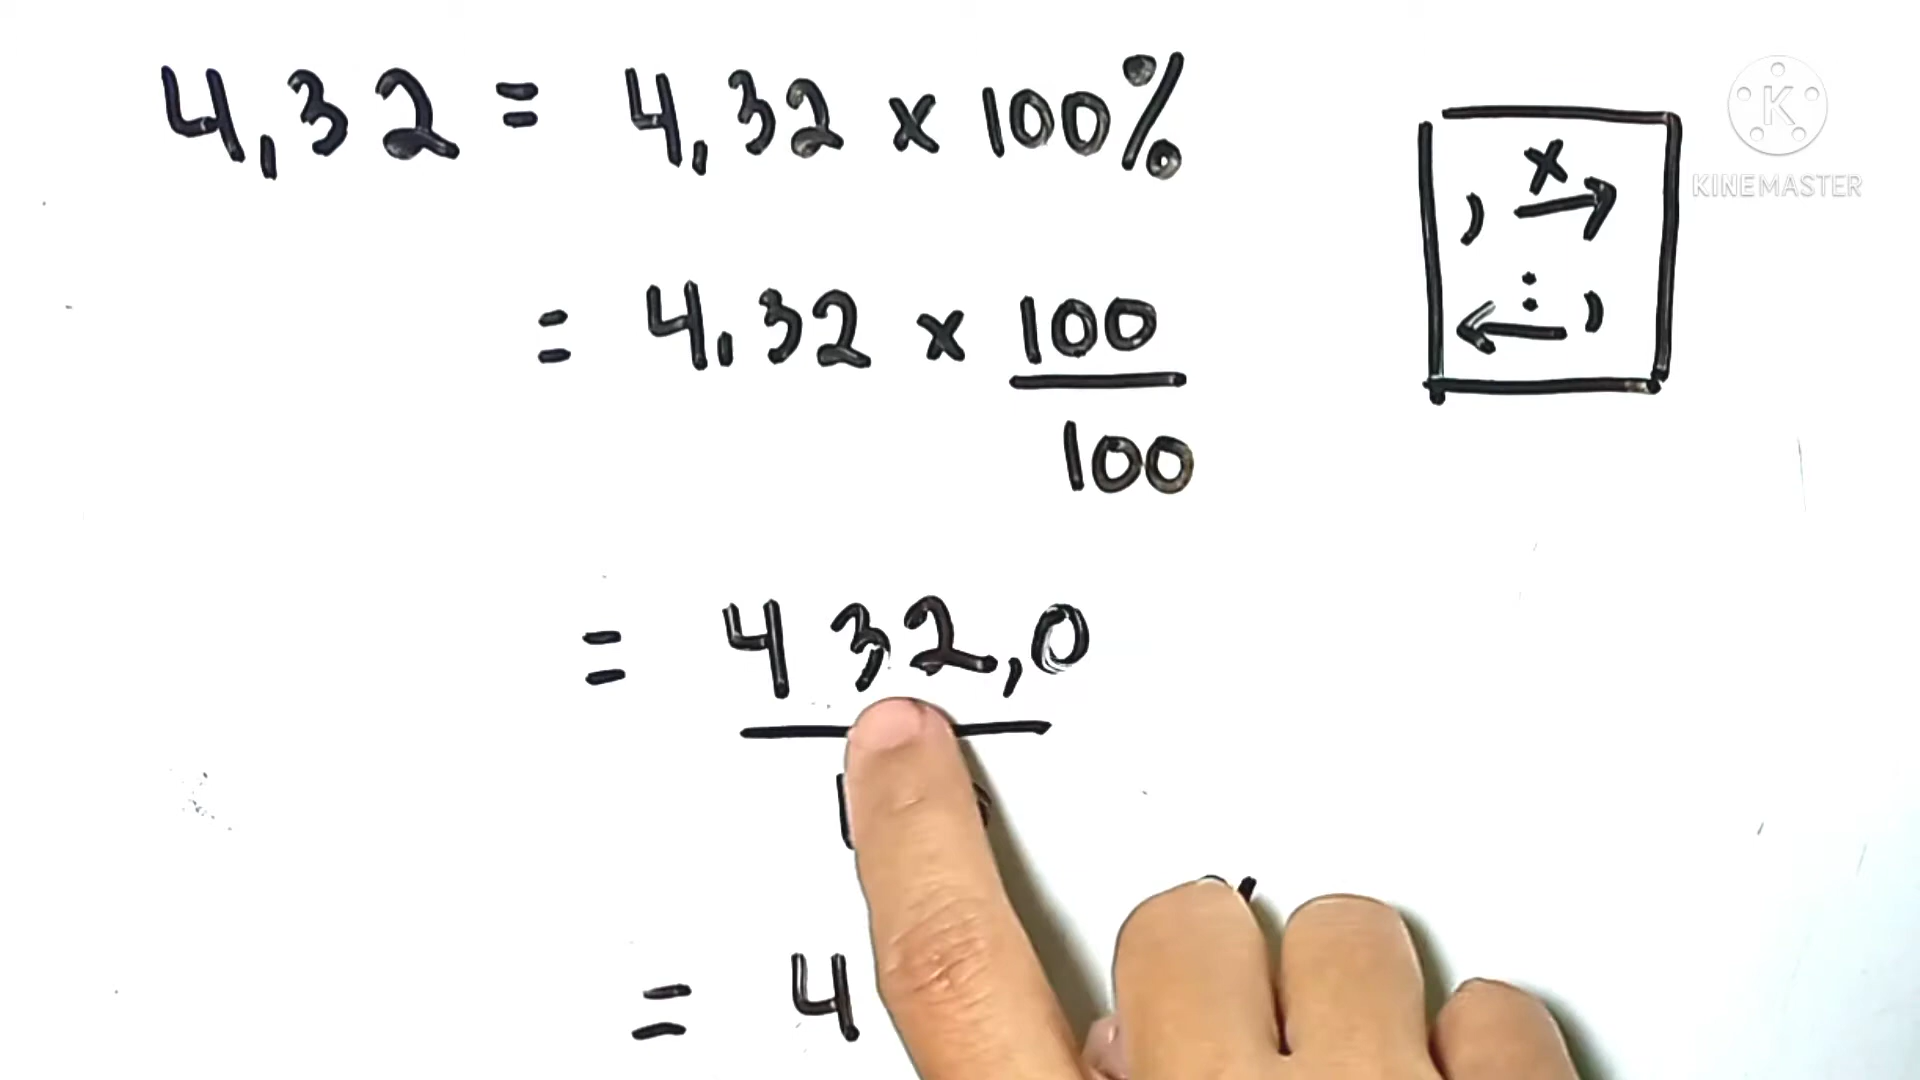 4,32 = 4,32 x 100%
= 4,32 x 100
100
= 432,0
= 4
, x →
← : ,
K
KINEMASTER